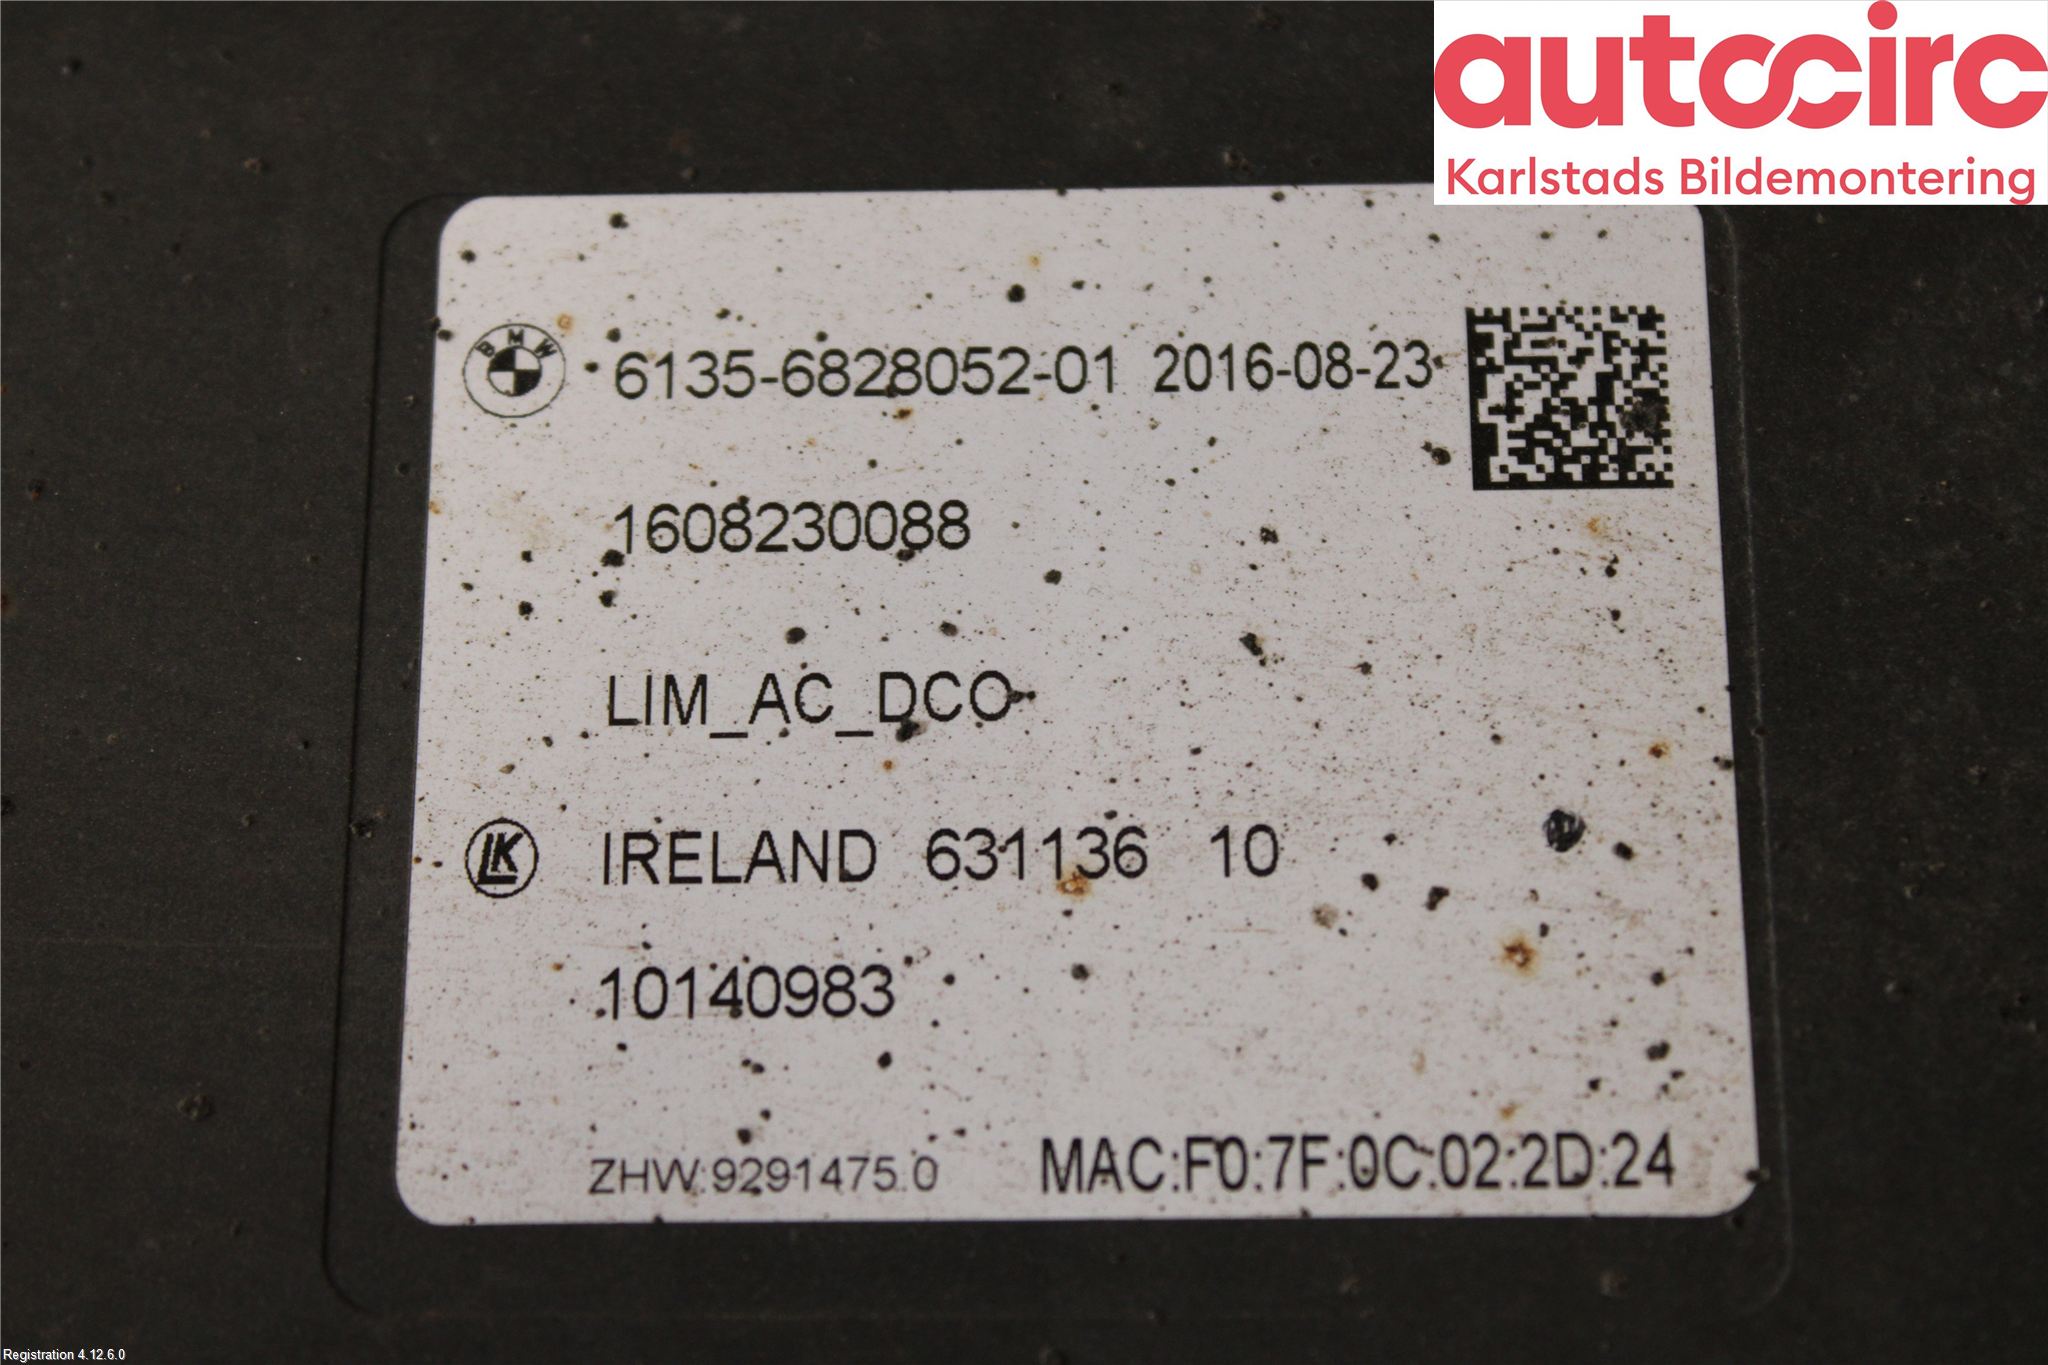 autocirc
Karlstads Bildemontering
BMW 6135-6828052-01 2016-08-23
1608230088
LIM_AC_DCO
LK IRELAND 631136 10
10140983
ZHW:9291475.0 MAC:F0:7F:0C:02:2D:24
Registration 4.12.6.0